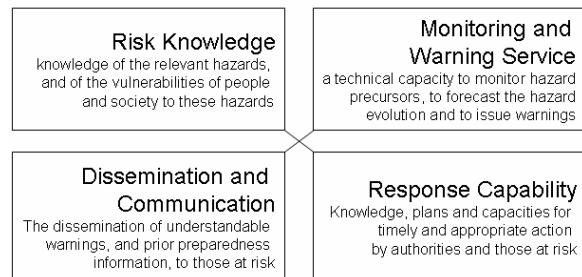 Risk Knowledge
knowledge of the relevant hazards,
and of the vulnerabilities of people
and society to these hazards
Monitoring and
Warning Service
a technical capacity to monitor hazard
precursors, to forecast the hazard
evolution and to issue warnings
Dissemination and
Communication
The dissemination of understandable
warnings, and prior preparedness
information, to those at risk
Response Capability
Knowledge, plans and capacities for
timely and appropriate action
by authorities and those at risk